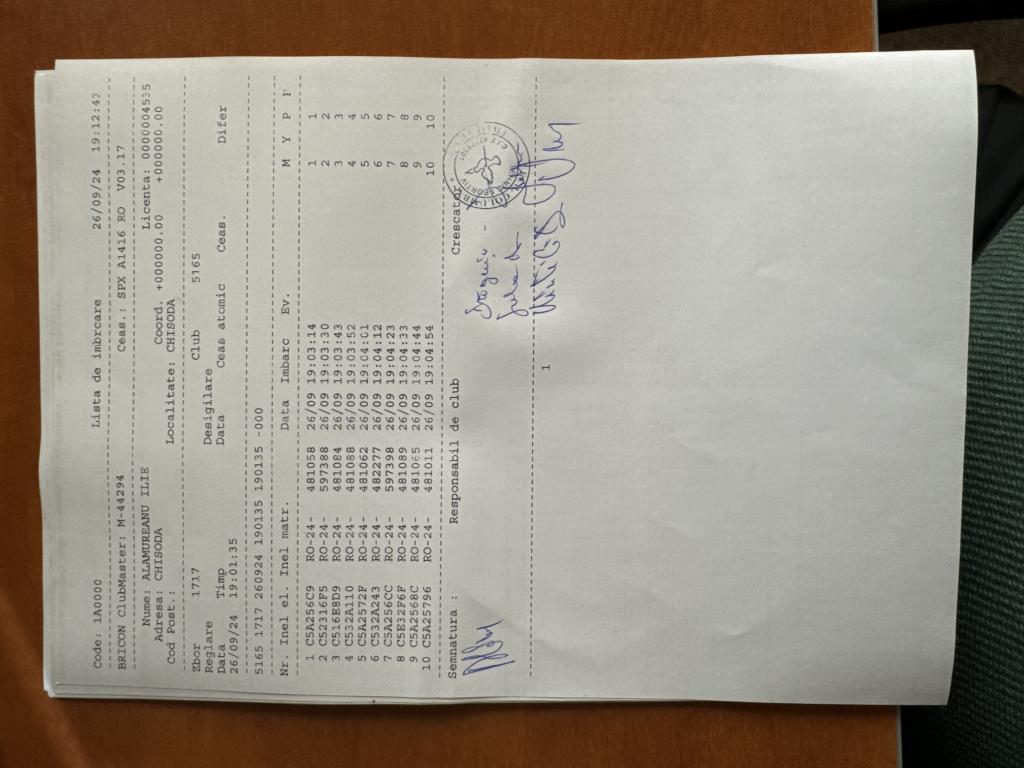 Code: 1A0000 Lista de imbrcare 26/09/24 19:12:43
BRICON ClubMaster: M-44294 Ceas.: SPX A1416 RO V03.17
Nume: ALAMUREANU ILIE Licenta: 0000004535
Adresa: CHISODA Coord. +000000.00 +000000.00
Cod Post.: Localitate: CHISODA
Zbor 1717 Club 5165
Reglare Desigilare
Data Timp Data Ceas atomic Ceas. Difer
26/09/24 19:01:35
5165 1717 260924 190135 190135 -000
Nr. Inel el. Inel matr. Data Imbarc Ev. M Y P P
1 C5A256C9 RO-24- 481058 26/09 19:03:14 1 1
2 C52316F5 RO-24- 597388 26/09 19:03:30 2 2
3 C516E8D9 RO-24- 481084 26/09 19:03:43 3 3
4 C532A110 RO-24- 481088 26/09 19:03:52 4 4
5 C5A2572F RO-24- 481062 26/09 19:04:01 5 5
6 C532A243 RO-24- 482277 26/09 19:04:12 6 6
7 C5A256CC RO-24- 597398 26/09 19:04:23 7 7
8 C5E32F6F RO-24- 481089 26/09 19:04:33 8 8
9 C5A2568C RO-24- 481065 26/09 19:04:44 9 9
10 C5A25796 RO-24- 481011 26/09 19:04:54 10 10
Semnatura : Responsabil de club Crescator
1